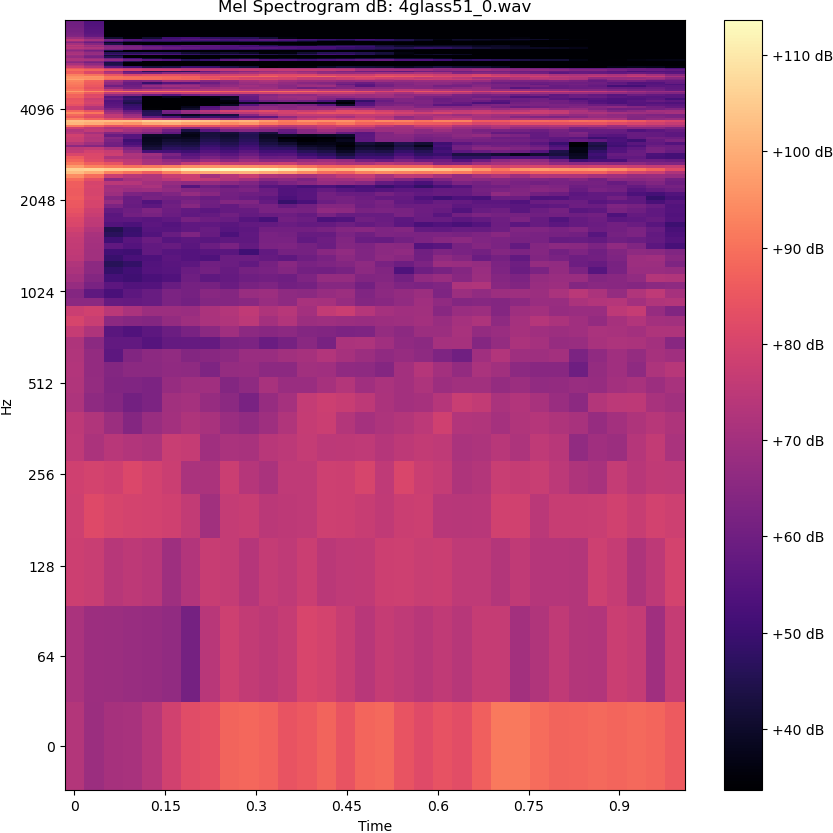 Mel Spectrogram dB: 4glass51_0.wav
+110 dB
4096
+100 dB
2048
+90 dB
1024
+80 dB
512
Hz
+70 dB
256
+60 dB
128
64
+50 dB
0
+40 dB
0 0.15 0.3 0.45 0.6 0.75 0.9
Time